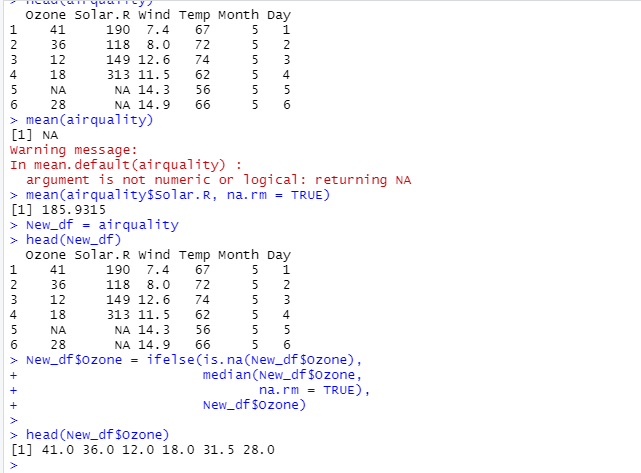 > head(airquality)
  Ozone Solar.R Wind Temp Month Day
1    41     190  7.4   67     5   1
2    36     118  8.0   72     5   2
3    12     149 12.6   74     5   3
4    18     313 11.5   62     5   4
5    NA      NA 14.3   56     5   5
6    28      NA 14.9   66     5   6
> mean(airquality)
[1] NA
Warning message:
In mean.default(airquality) :
  argument is not numeric or logical: returning NA
> mean(airquality$Solar.R, na.rm = TRUE)
[1] 185.9315
> New_df = airquality
> head(New_df)
  Ozone Solar.R Wind Temp Month Day
1    41     190  7.4   67     5   1
2    36     118  8.0   72     5   2
3    12     149 12.6   74     5   3
4    18     313 11.5   62     5   4
5    NA      NA 14.3   56     5   5
6    28      NA 14.9   66     5   6
> New_df$Ozone = ifelse(is.na(New_df$Ozone),
+                       median(New_df$Ozone,
+                              na.rm = TRUE),
+                       New_df$Ozone)
>
> head(New_df$Ozone)
[1] 41.0 36.0 12.0 18.0 31.5 28.0
>